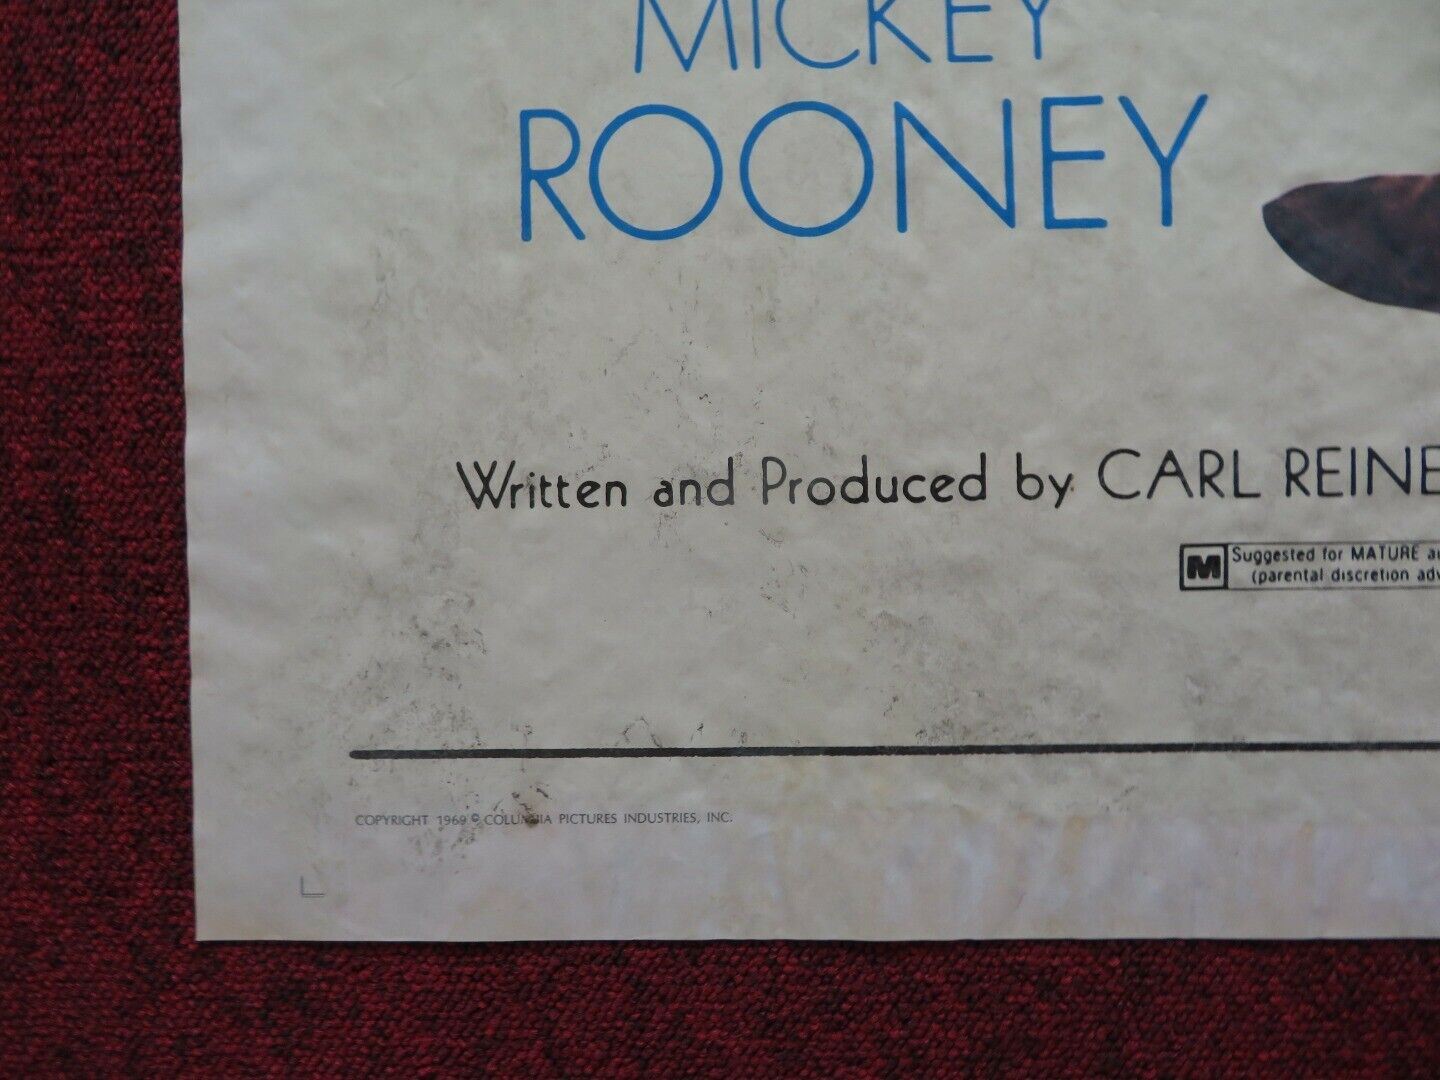 MICKEY
ROONEY
Written and Produced by CARL REINE
M Suggested for MATURE
(parental discretion adv
COPYRIGHT 1969 © COLUMBIA PICTURES INDUSTRIES, INC.